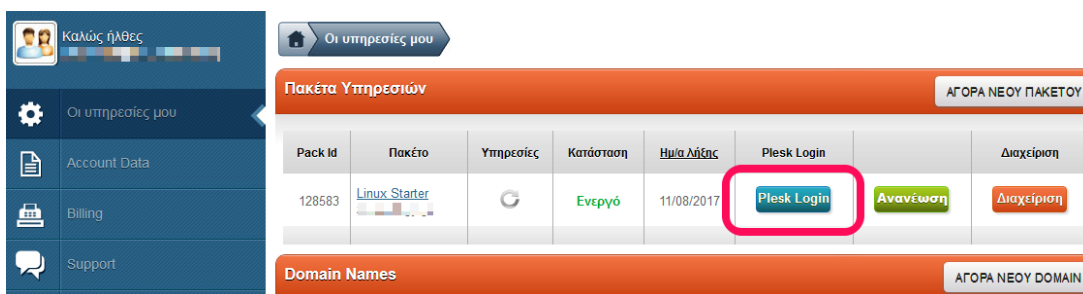 Καλώς ήλθες
Οι υπηρεσίες μου
Οι υπηρεσίες μου
Account Data
Billing
Support
Πακέτα Υπηρεσιών
ΑΓΟΡΑ ΝΕΟΥ ΠΑΚΕΤΟΥ
Pack Id Πακέτο Υπηρεσίες Κατάσταση Ημ/α Λήξης Plesk Login Διαχείριση
128583 Linux Starter Ενεργό 11/08/2017 Plesk Login Ανανέωση Διαχείριση
Domain Names
ΑΓΟΡΑ ΝΕΟΥ DOMAIN